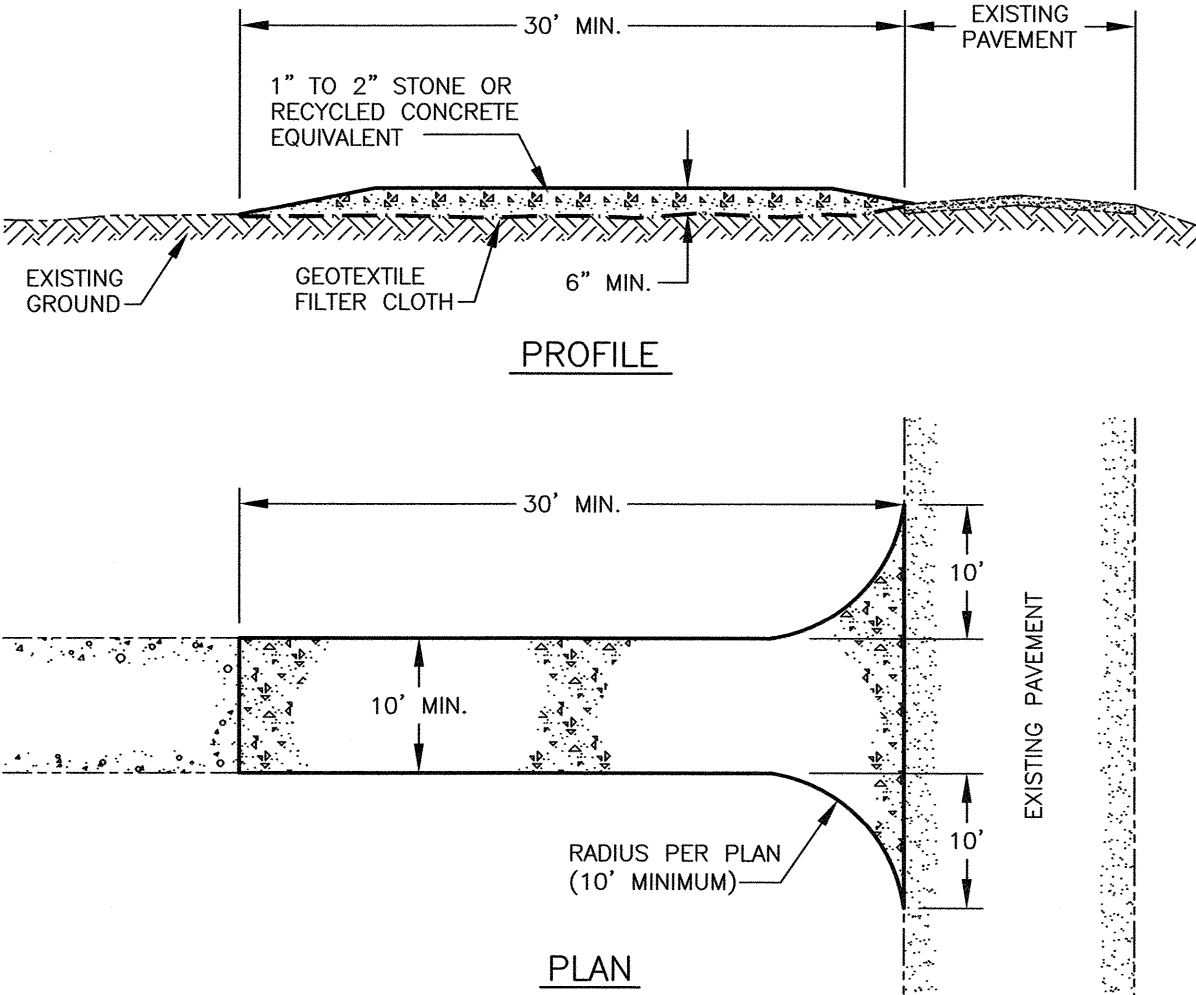 30' MIN.
EXISTING
PAVEMENT
1" TO 2" STONE OR
RECYCLED CONCRETE
EQUIVALENT
EXISTING
GROUND
GEOTEXTILE
FILTER CLOTH
6" MIN.
PROFILE
30' MIN.
10'
10' MIN.
EXISTING PAVEMENT
10'
RADIUS PER PLAN
(10' MINIMUM)
PLAN